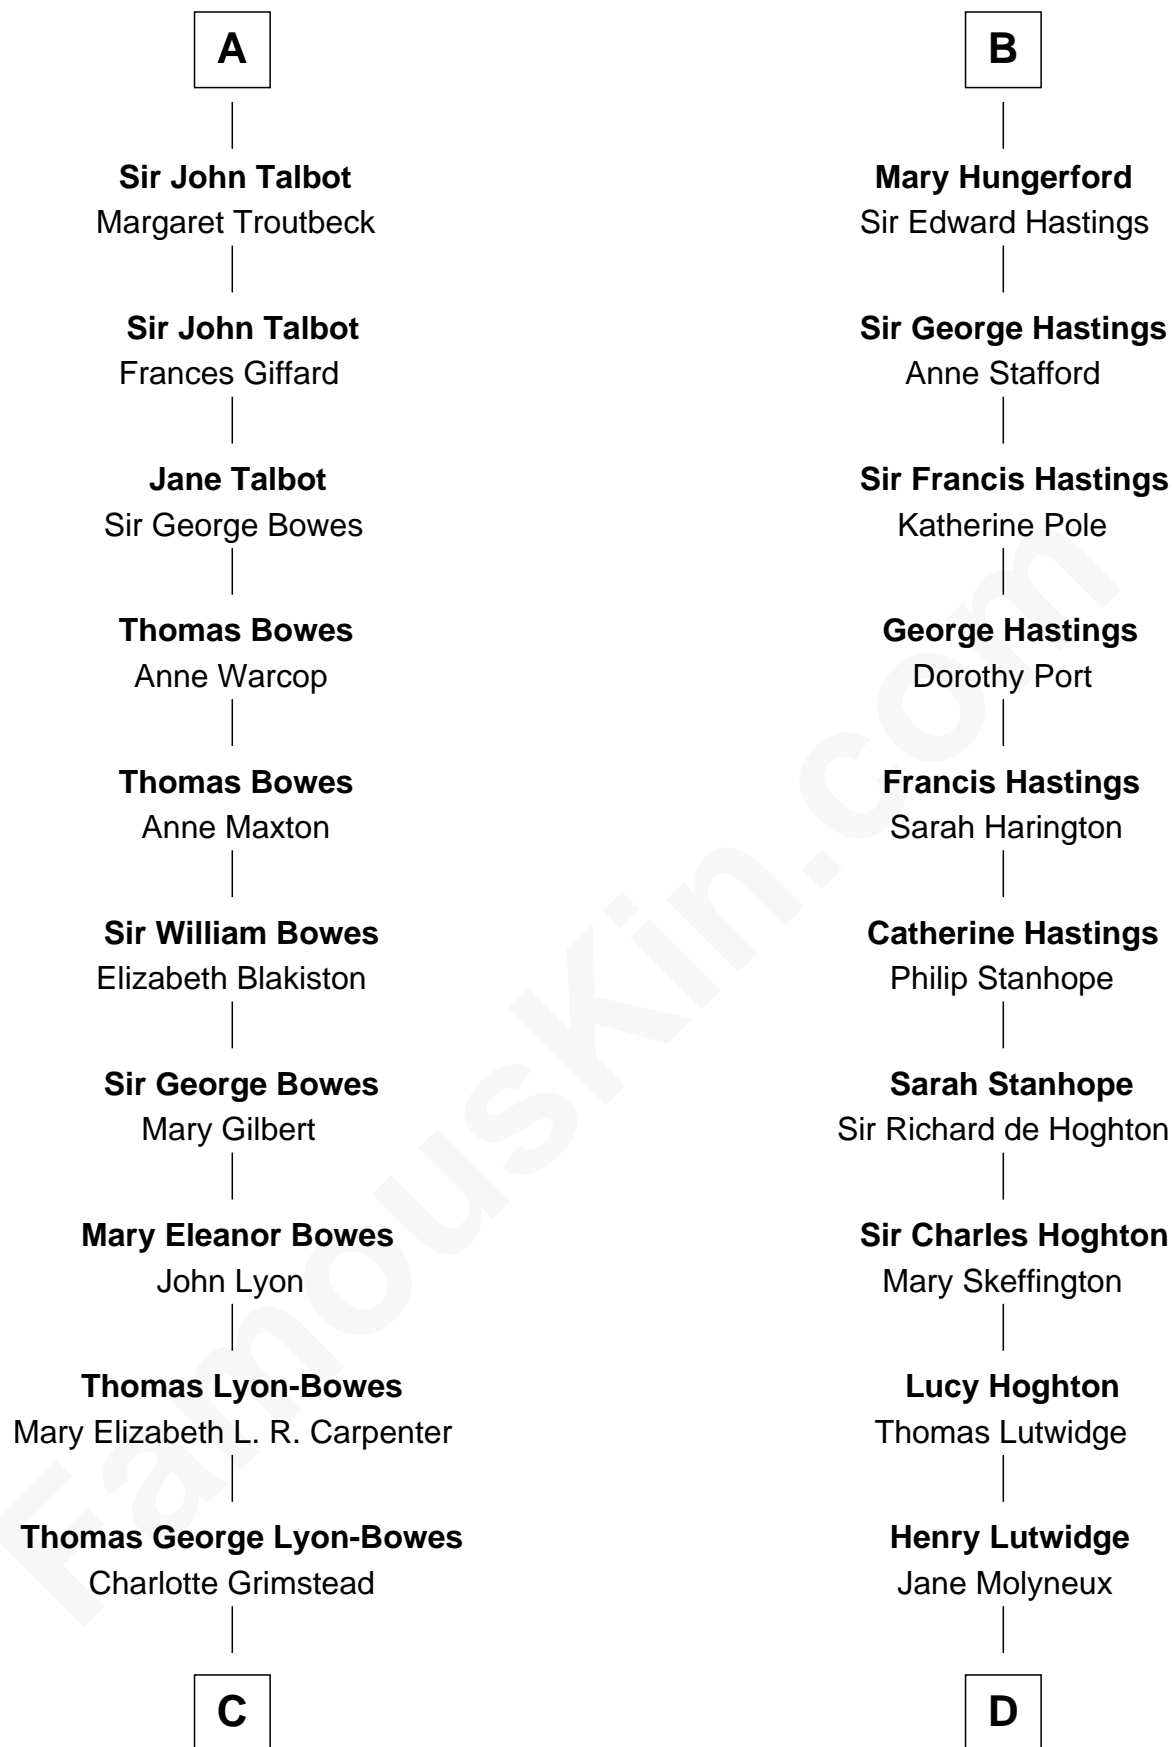 A
Sir John Talbot
Margaret Troutbeck
Sir John Talbot
Frances Giffard
Jane Talbot
Sir George Bowes
Thomas Bowes
Anne Warcop
Thomas Bowes
Anne Maxton
Sir William Bowes
Elizabeth Blakiston
Sir George Bowes
Mary Gilbert
Mary Eleanor Bowes
John Lyon
Thomas Lyon-Bowes
Mary Elizabeth L. R. Carpenter
Thomas George Lyon-Bowes
Charlotte Grimstead
C
B
Mary Hungerford
Sir Edward Hastings
Sir George Hastings
Anne Stafford
Sir Francis Hastings
Katherine Pole
George Hastings
Dorothy Port
Francis Hastings
Sarah Harington
Catherine Hastings
Philip Stanhope
Sarah Stanhope
Sir Richard de Hoghton
Sir Charles Hoghton
Mary Skeffington
Lucy Hoghton
Thomas Lutwidge
Henry Lutwidge
Jane Molyneux
D
FamousKin.com